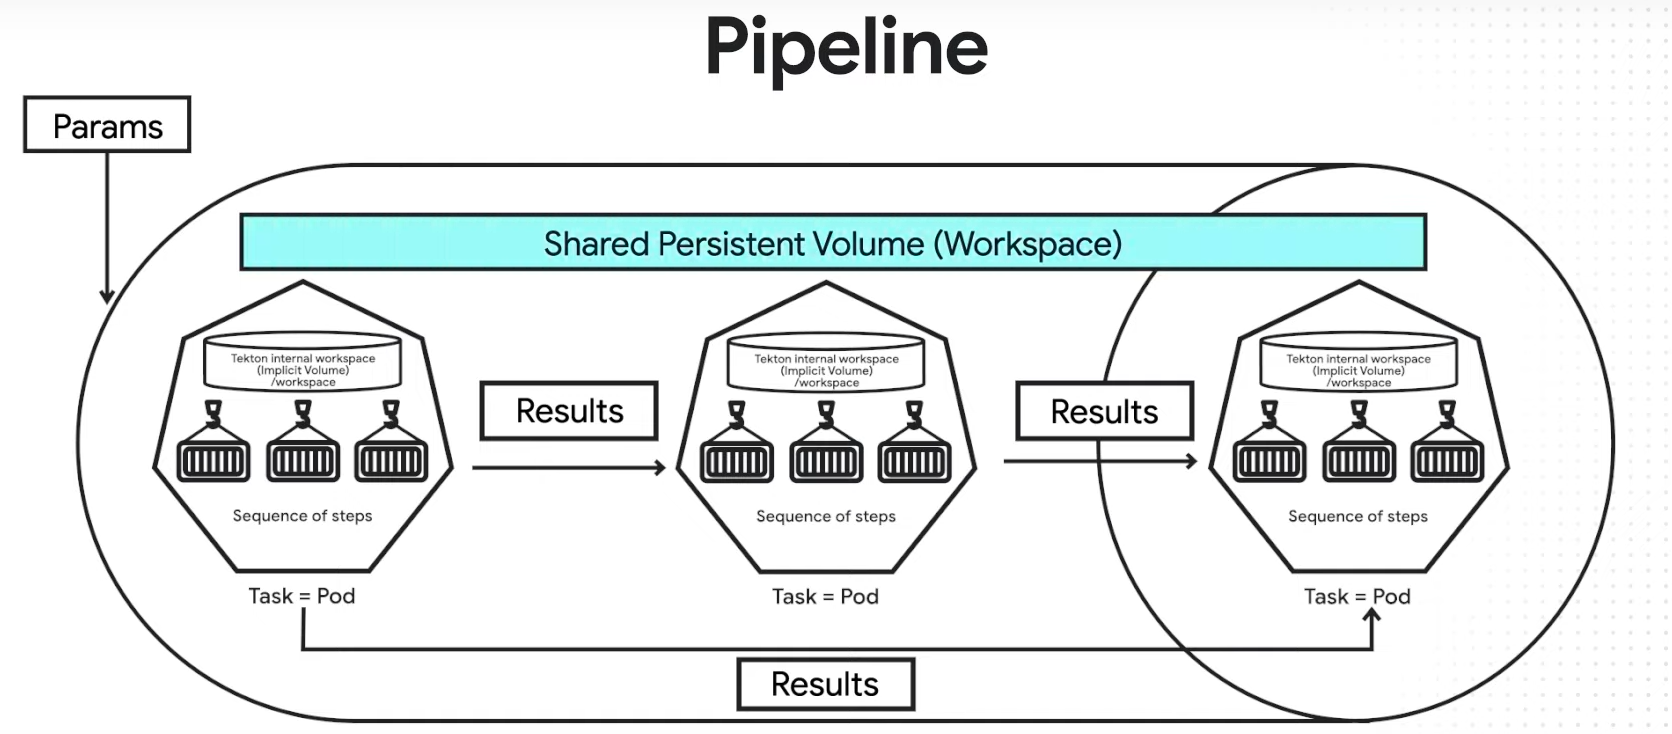 Pipeline
Params
Shared Persistent Volume (Workspace)
Tekton internal workspace
(Implicit Volume)
/workspace
Sequence of steps
Task = Pod
Results
Tekton internal workspace
(Implicit Volume)
/workspace
Sequence of steps
Task = Pod
Results
Tekton internal workspace
(Implicit Volume)
/workspace
Sequence of steps
Task = Pod
Results